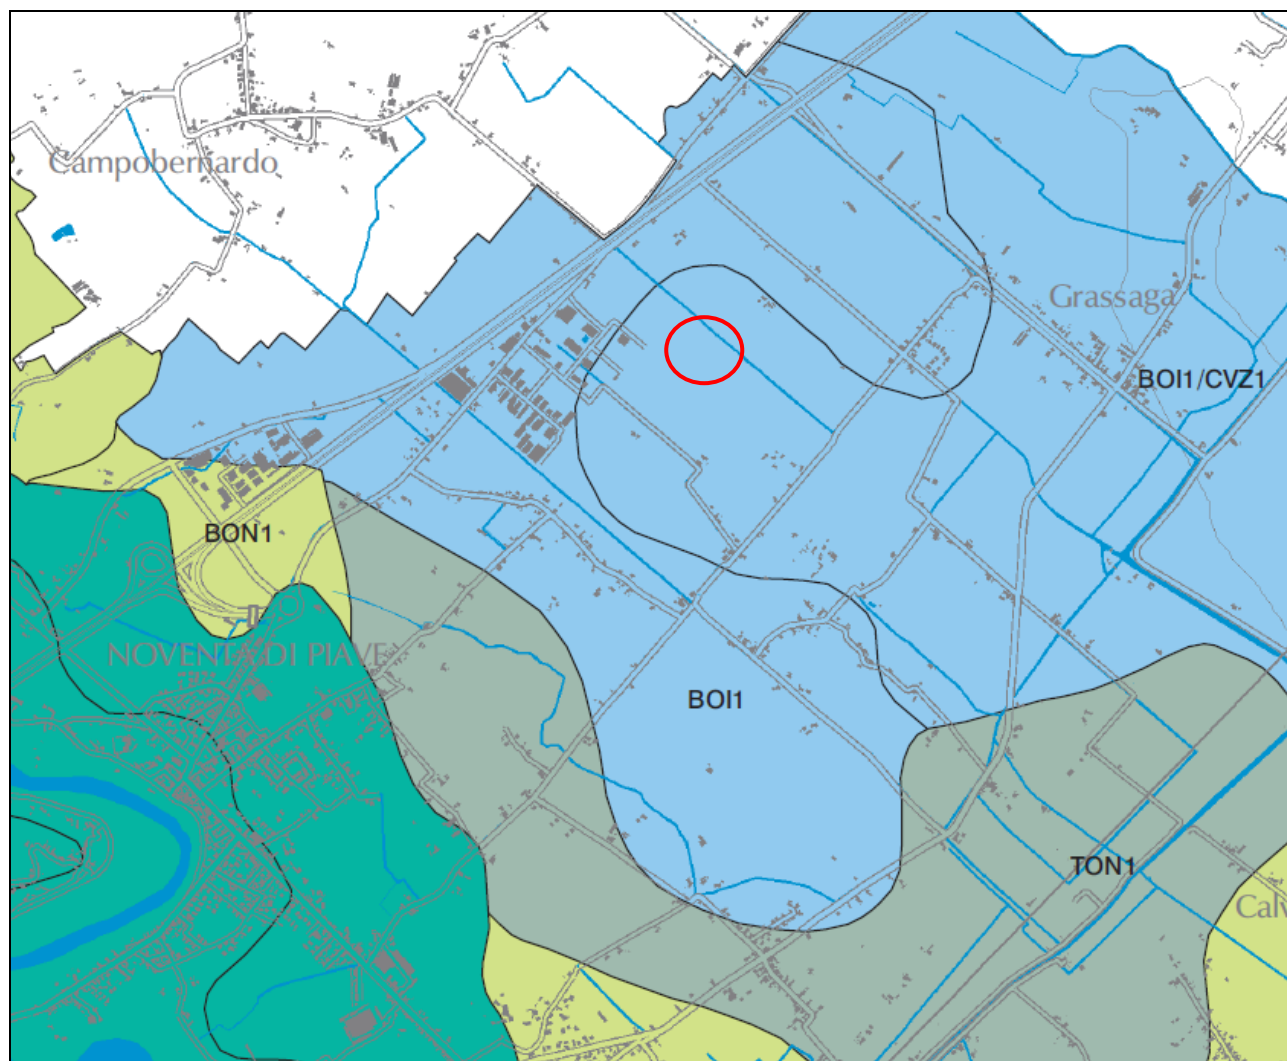 Campobernardo
Grassaga
BOI1/CVZ1
BON1
NOVENTA DI PIAVE
BOI1
TON1
Calv